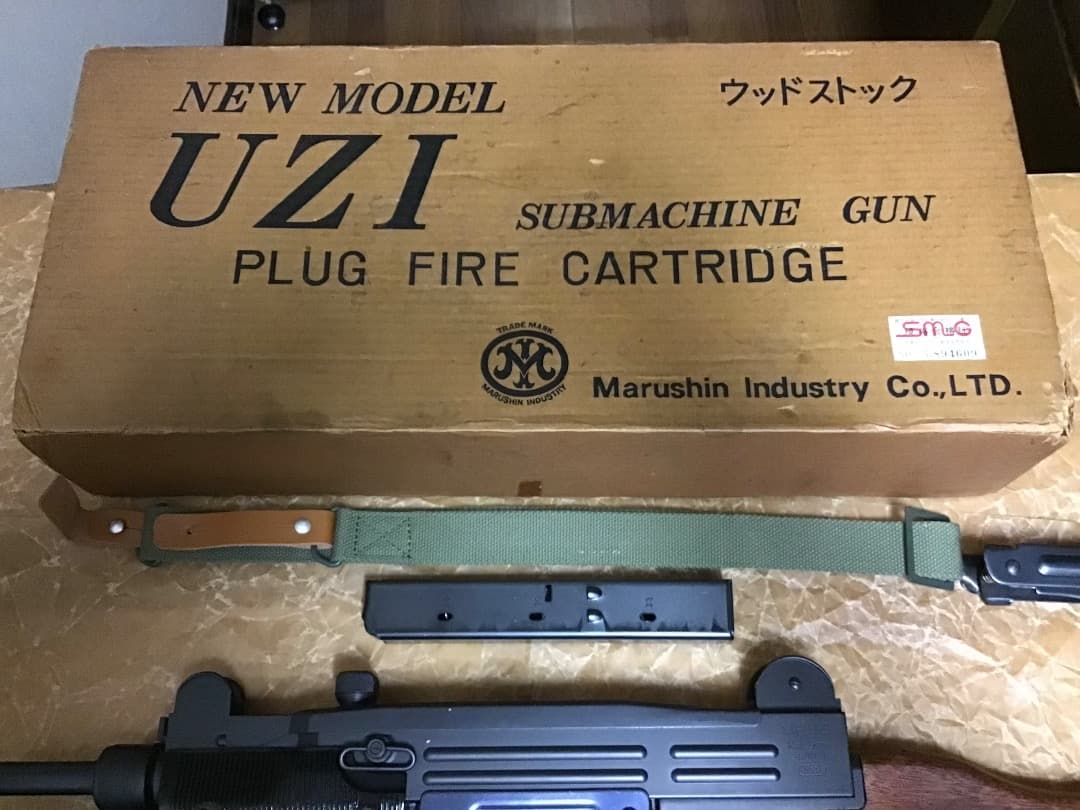 NEW MODEL
ウッドストック
UZI
SUBMACHINE GUN
PLUG FIRE CARTRIDGE
SMG
894609
TRADE MARK
M
MARUSHIN INDUSTRY
Marushin Industry Co.,LTD.